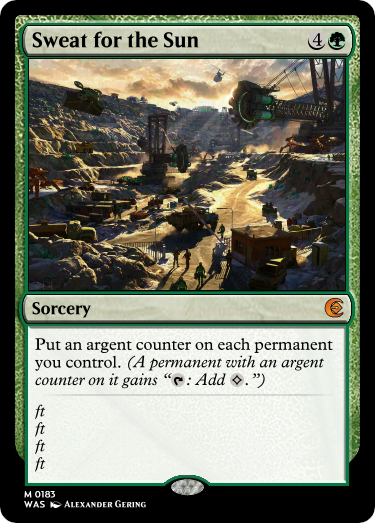 Sweat for the Sun 4
Sorcery
Put an argent counter on each permanent
you control. (A permanent with an argent
counter on it gains “: Add .”)
ft
ft
ft
ft
M 0183
WAS Alexander Gering